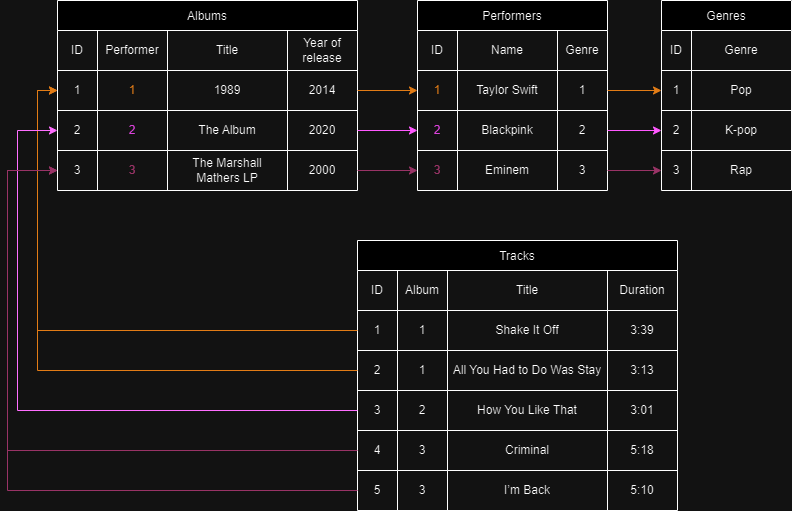 Albums
ID Performer Title Year of
release
1 1 1989 2014
2 2 The Album 2020
3 3 The Marshall
Mathers LP 2000
Performers
ID Name Genre
1 Taylor Swift 1
2 Blackpink 2
3 Eminem 3
Genres
ID Genre
1 Pop
2 K-pop
3 Rap
Tracks
ID Album Title Duration
1 1 Shake It Off 3:39
2 1 All You Had to Do Was Stay 3:13
3 2 How You Like That 3:01
4 3 Criminal 5:18
5 3 I'm Back 5:10